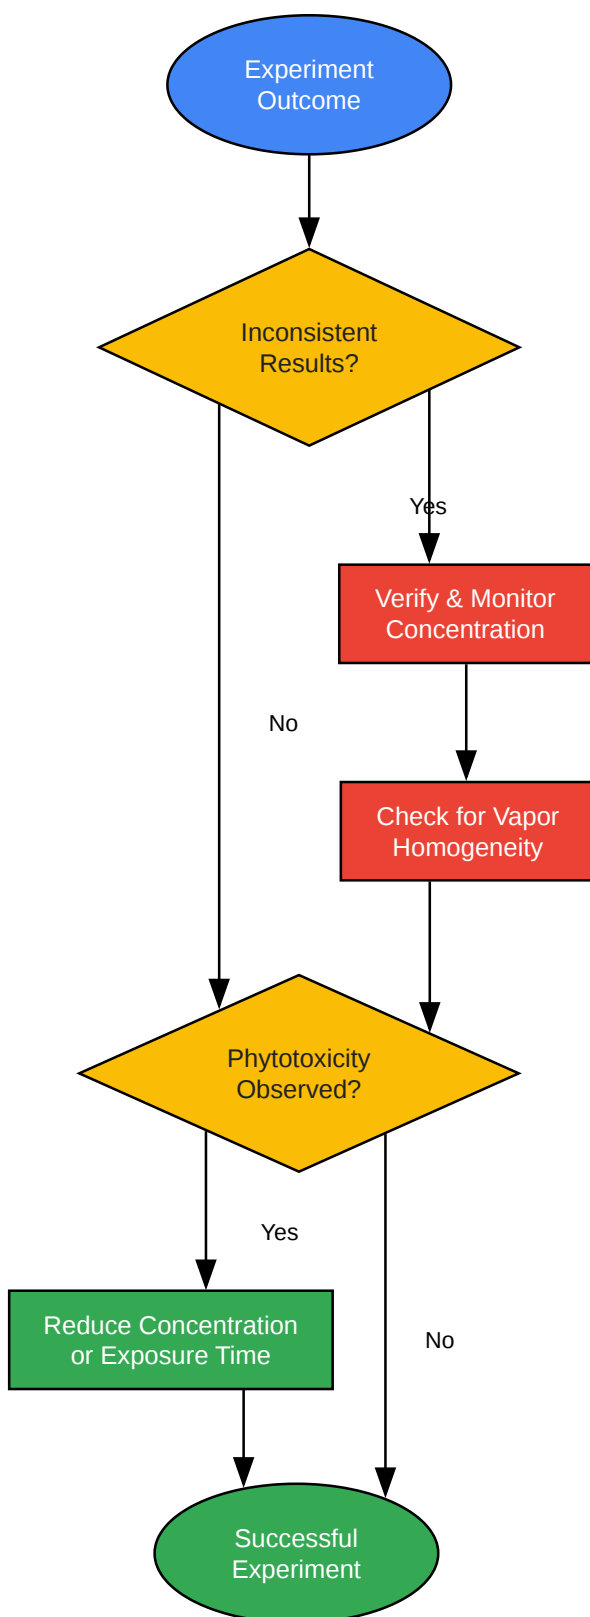 Experiment
Outcome
Inconsistent
Results?
Yes
Verify & Monitor
Concentration
No
Check for Vapor
Homogeneity
Phytotoxicity
Observed?
Yes
Reduce Concentration
or Exposure Time
No
Successful
Experiment